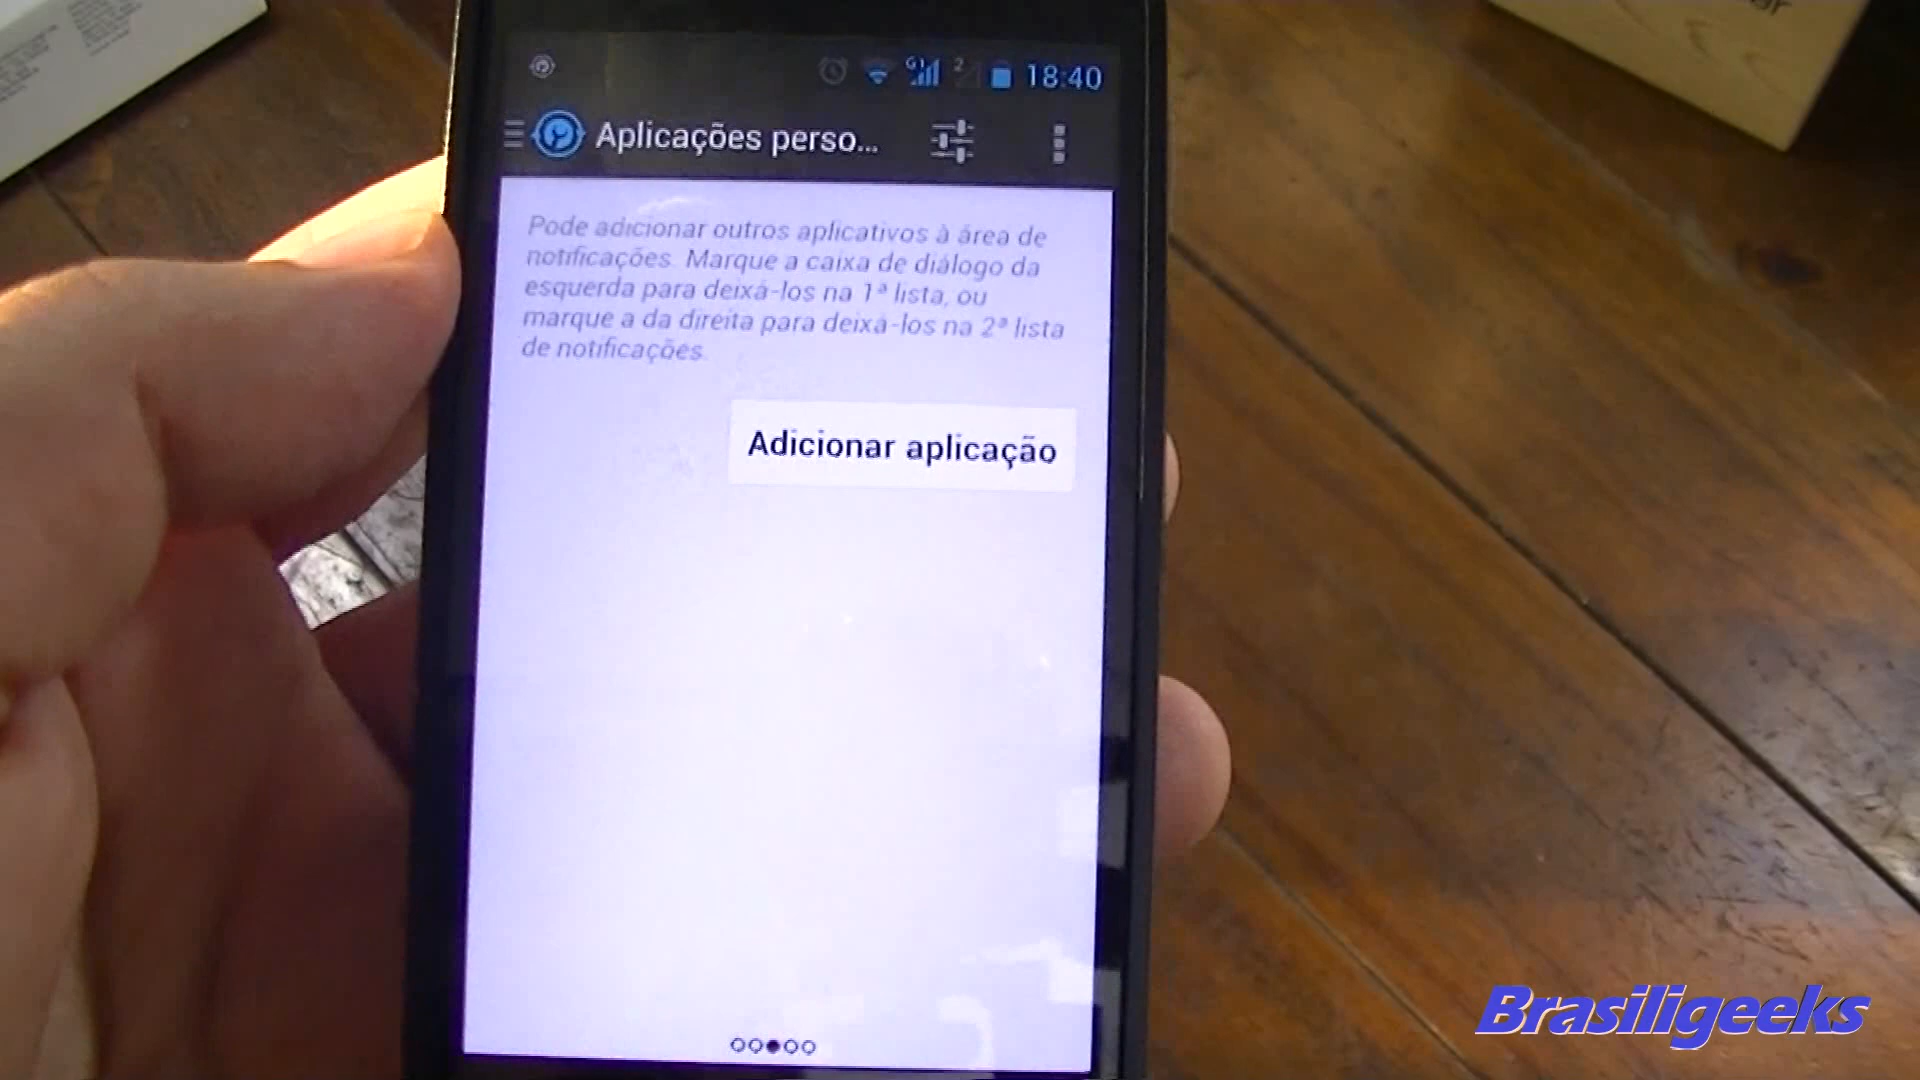 G1 2 18:40
Aplicações perso...
Pode adicionar outros aplicativos à área de
notificações. Marque a caixa de diálogo da
esquerda para deixá-los na 1ª lista, ou
marque a da direita para deixá-los na 2ª lista
de notificações.
Adicionar aplicação
Brasiligeeks